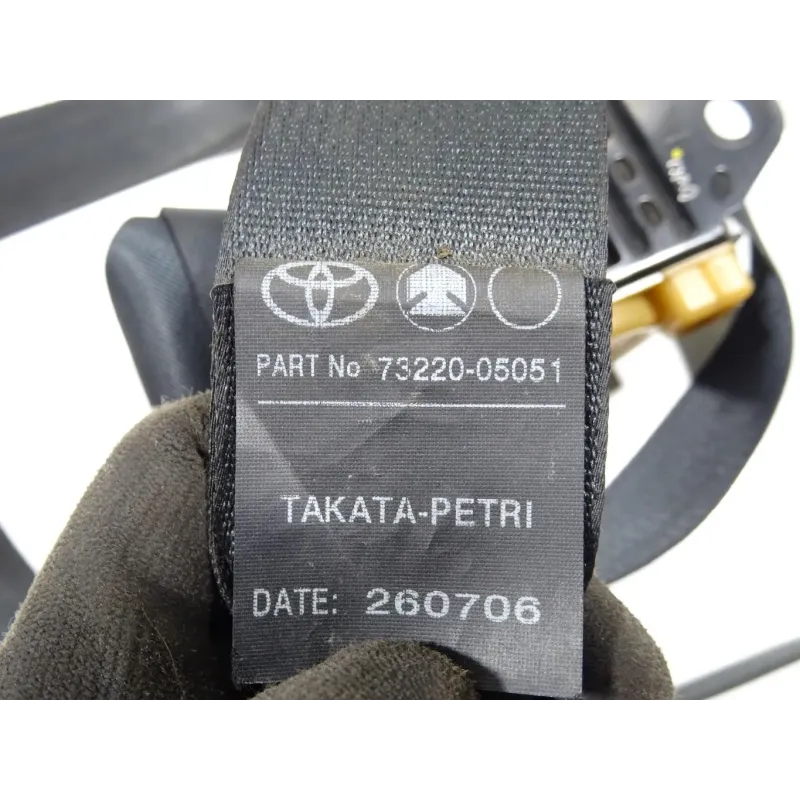 PART No 73220-05051
TAKATA-PETRI
DATE: 260706